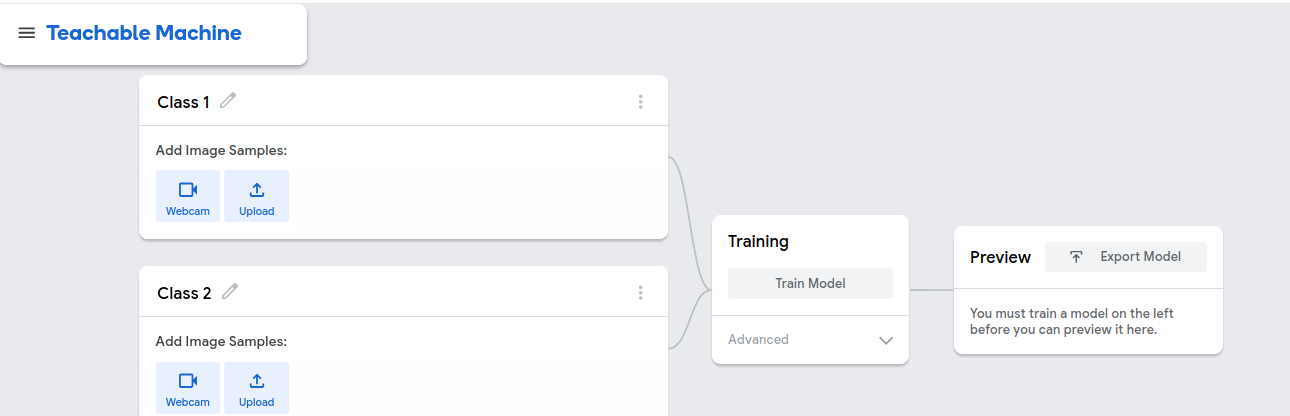 Teachable Machine
Class 1
Add Image Samples:
Webcam
Upload
Class 2
Add Image Samples:
Webcam
Upload
Training
Train Model
Advanced
Preview
Export Model
You must train a model on the left
before you can preview it here.